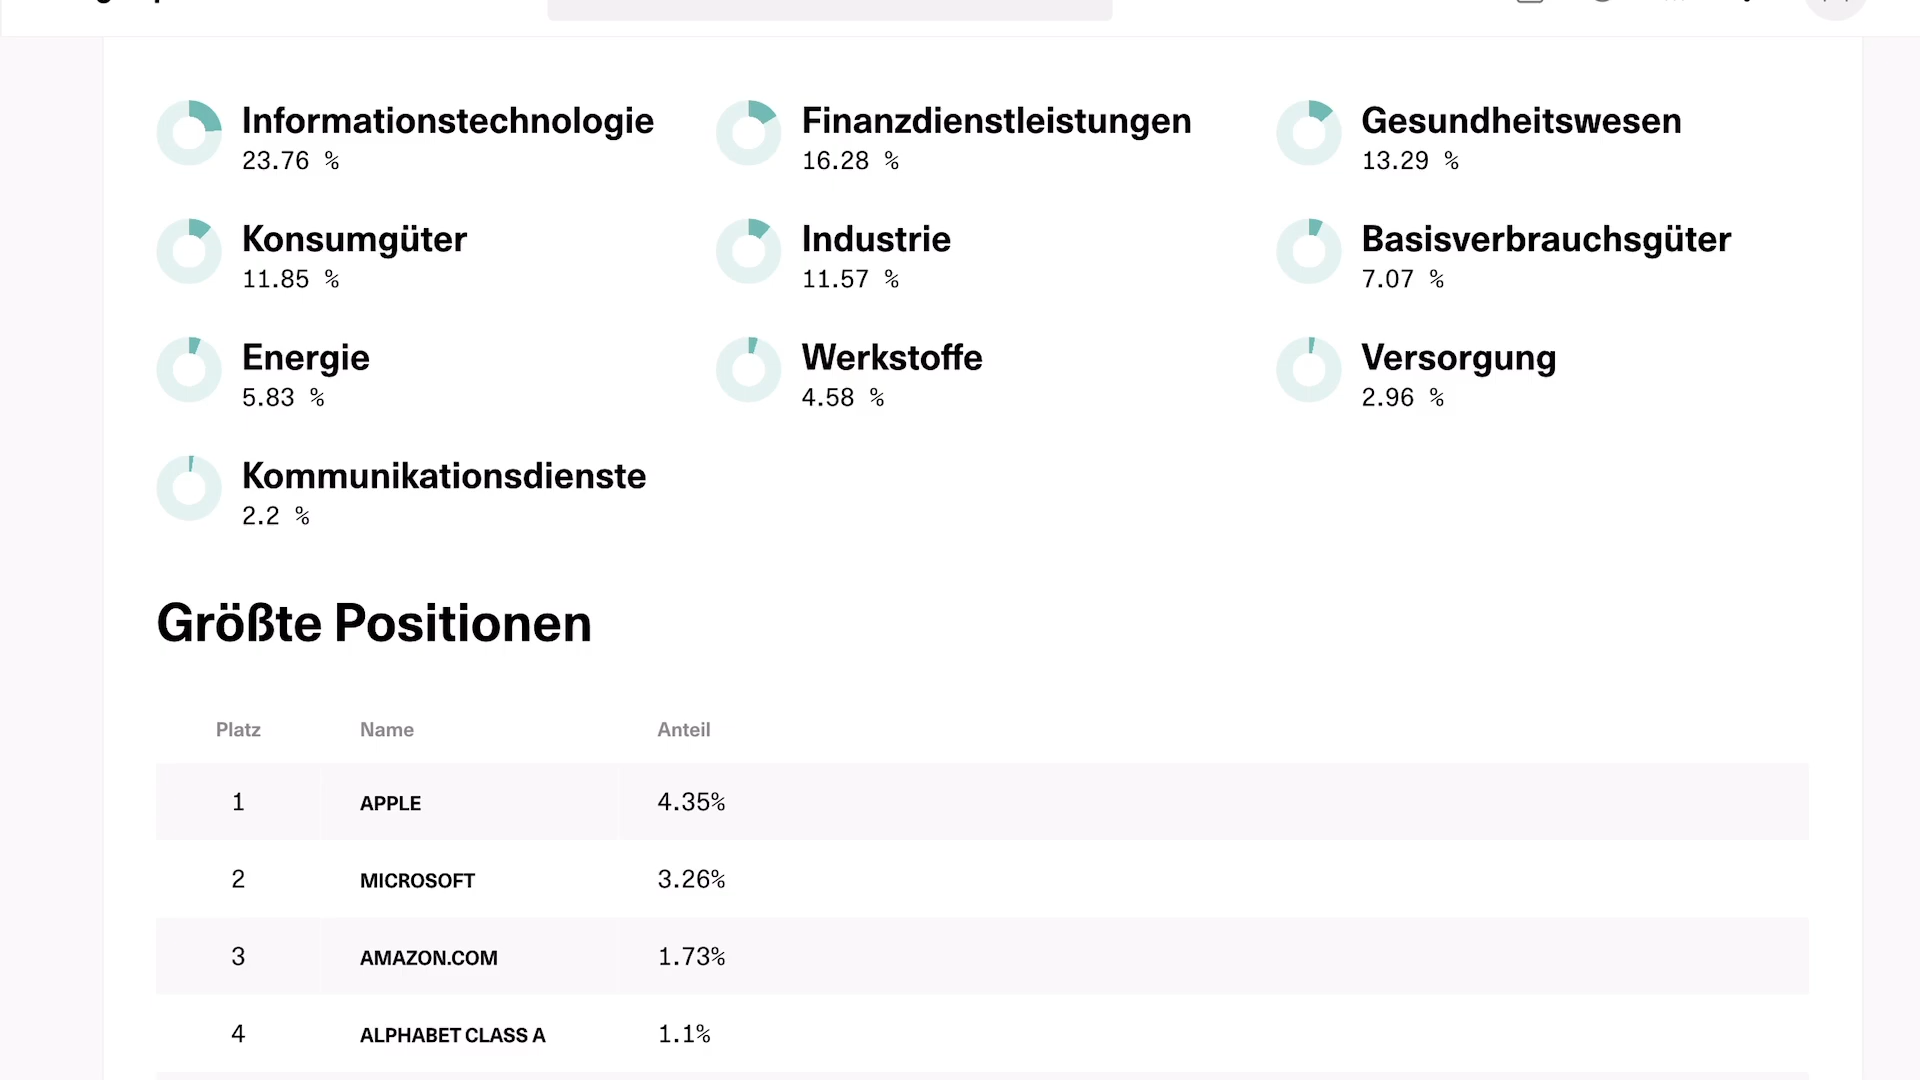 Informationstechnologie
23.76 %
Finanzdienstleistungen
16.28 %
Gesundheitswesen
13.29 %
Konsumgüter
11.85 %
Industrie
11.57 %
Basisverbrauchsgüter
7.07 %
Energie
5.83 %
Werkstoffe
4.58 %
Versorgung
2.96 %
Kommunikationsdienste
2.2 %
Größte Positionen
Platz Name Anteil
1 APPLE 4.35%
2 MICROSOFT 3.26%
3 AMAZON.COM 1.73%
4 ALPHABET CLASS A 1.1%